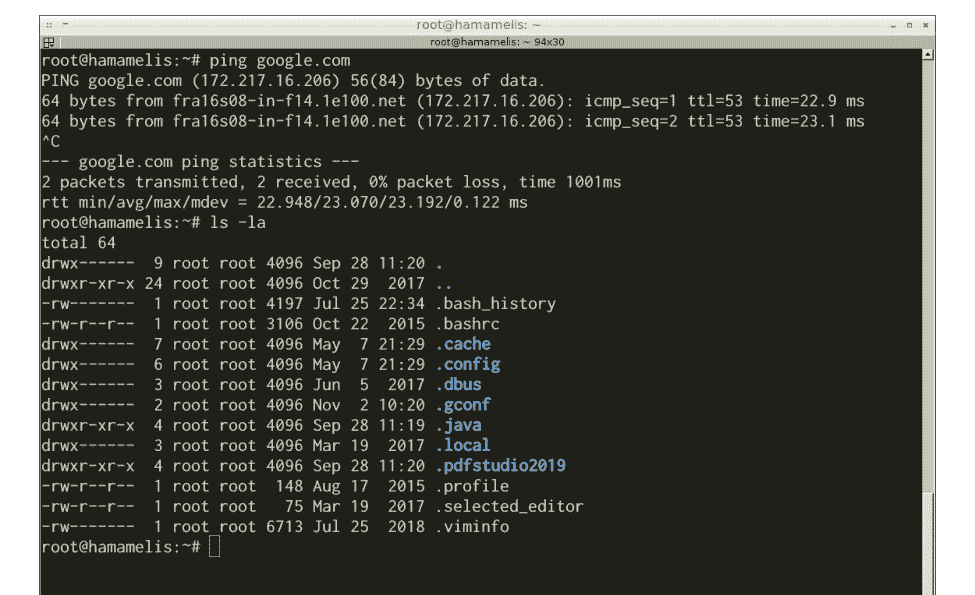 root@hamamelis: ~
root@hamamelis: ~ 94x30
root@hamamelis:~# ping google.com
PING google.com (172.217.16.206) 56(84) bytes of data.
64 bytes from fra16s08-in-f14.1e100.net (172.217.16.206): icmp_seq=1 ttl=53 time=22.9 ms
64 bytes from fra16s08-in-f14.1e100.net (172.217.16.206): icmp_seq=2 ttl=53 time=23.1 ms
^C
--- google.com ping statistics ---
2 packets transmitted, 2 received, 0% packet loss, time 1001ms
rtt min/avg/max/mdev = 22.948/23.070/23.192/0.122 ms
root@hamamelis:~# ls -la
total 64
drwx------  9 root root 4096 Sep 28 11:20 .
drwxr-xr-x 24 root root 4096 Oct 29  2017 ..
-rw-------  1 root root 4197 Jul 25 22:34 .bash_history
-rw-r--r--  1 root root 3106 Oct 22  2015 .bashrc
drwx------  7 root root 4096 May  7 21:29 .cache
drwx------  6 root root 4096 May  7 21:29 .config
drwx------  3 root root 4096 Jun  5  2017 .dbus
drwx------  2 root root 4096 Nov  2 10:20 .gconf
drwxr-xr-x  4 root root 4096 Sep 28 11:19 .java
drwx------  3 root root 4096 Mar 19  2017 .local
drwxr-xr-x  4 root root 4096 Sep 28 11:20 .pdfstudio2019
-rw-r--r--  1 root root  148 Aug 17  2015 .profile
-rw-r--r--  1 root root   75 Mar 19  2017 .selected_editor
-rw-------  1 root root 6713 Jul 25  2018 .viminfo
root@hamamelis:~#